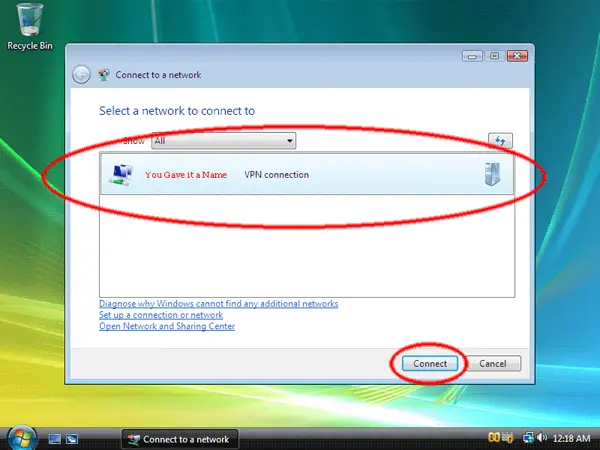 Recycle Bin
Connect to a network
Select a network to connect to
Show All
You Gave it a Name VPN connection
Diagnose why Windows cannot find any additional networks
Set up a connection or network
Open Network and Sharing Center
Connect Cancel
Connect to a network 12:18 AM